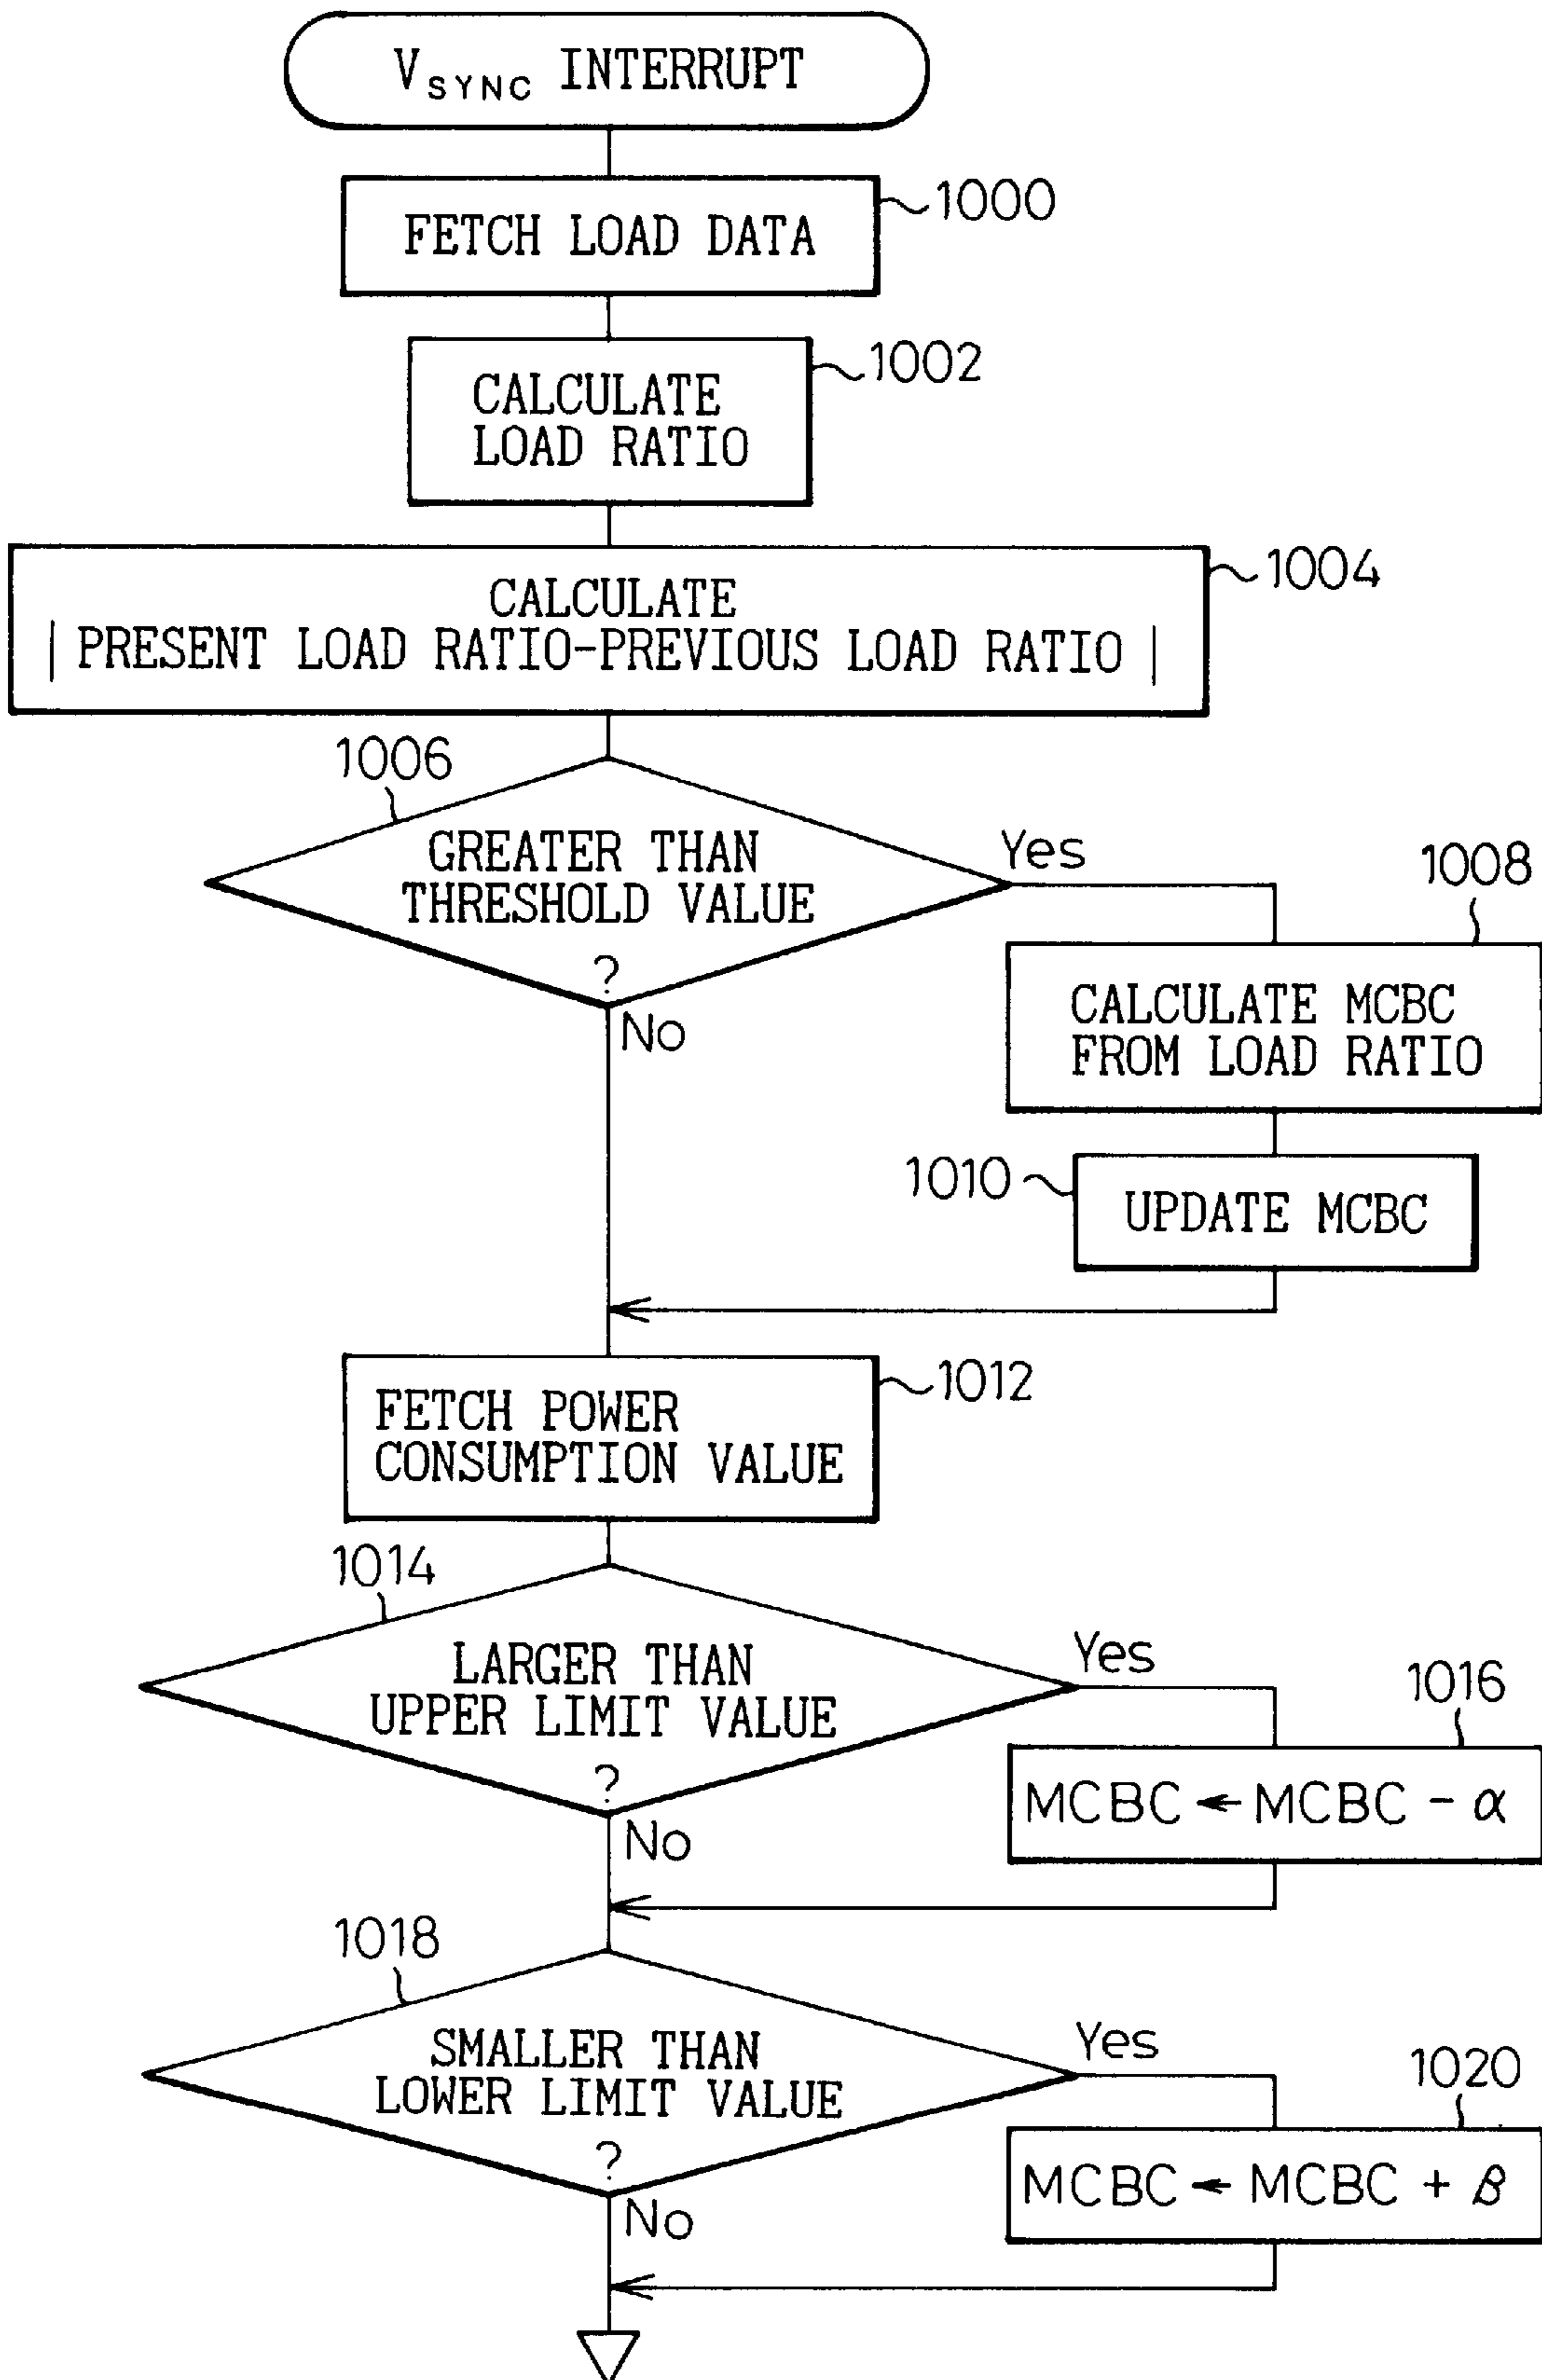 VSYNC INTERRUPT
1000
FETCH LOAD DATA
1002
CALCULATE
LOAD RATIO
1004
CALCULATE
| PRESENT LOAD RATIO-PREVIOUS LOAD RATIO |
1006
GREATER THAN
THRESHOLD VALUE
?
Yes
No
1008
CALCULATE MCBC
FROM LOAD RATIO
1010
UPDATE MCBC
1012
FETCH POWER
CONSUMPTION VALUE
1014
LARGER THAN
UPPER LIMIT VALUE
?
Yes
No
1016
MCBC ← MCBC - α
1018
SMALLER THAN
LOWER LIMIT VALUE
?
Yes
No
1020
MCBC ← MCBC + β